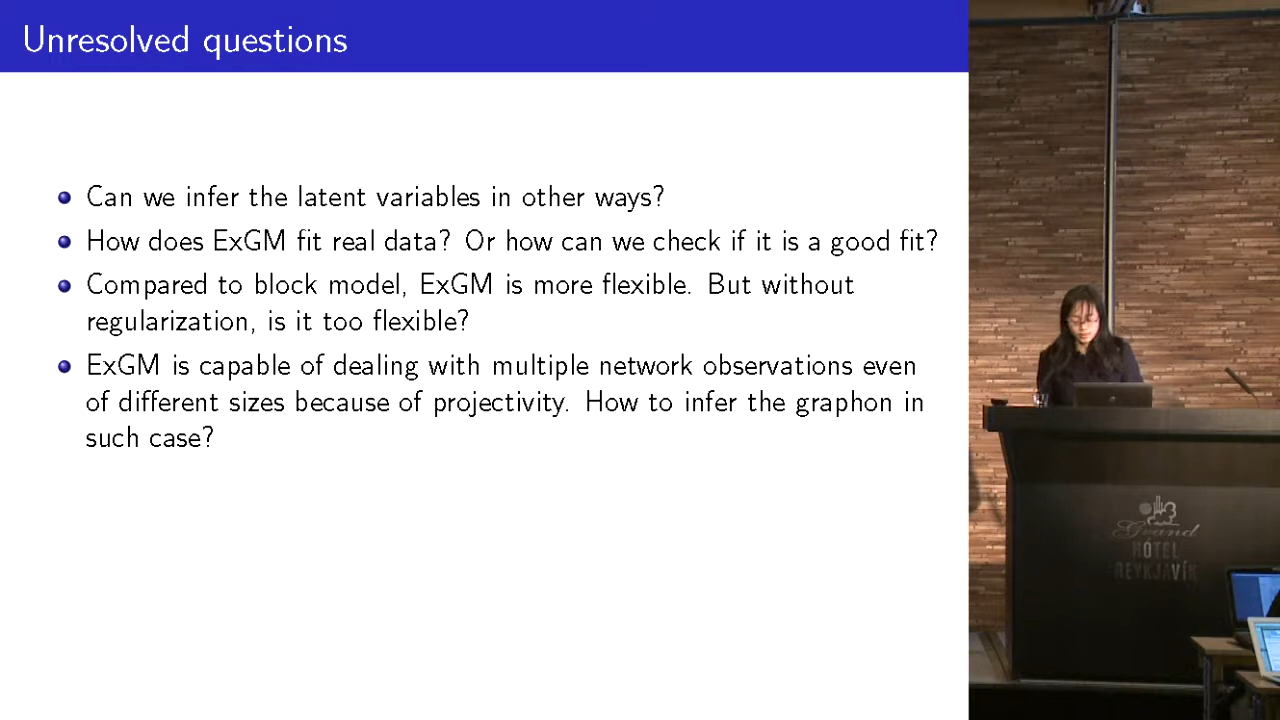 Unresolved questions
Can we infer the latent variables in other ways?
How does ExGM fit real data? Or how can we check if it is a good fit?
Compared to block model, ExGM is more flexible. But without
regularization, is it too flexible?
ExGM is capable of dealing with multiple network observations even
of different sizes because of projectivity. How to infer the graphon in
such case?
Grand
HÓTEL
REYKJAVÍK